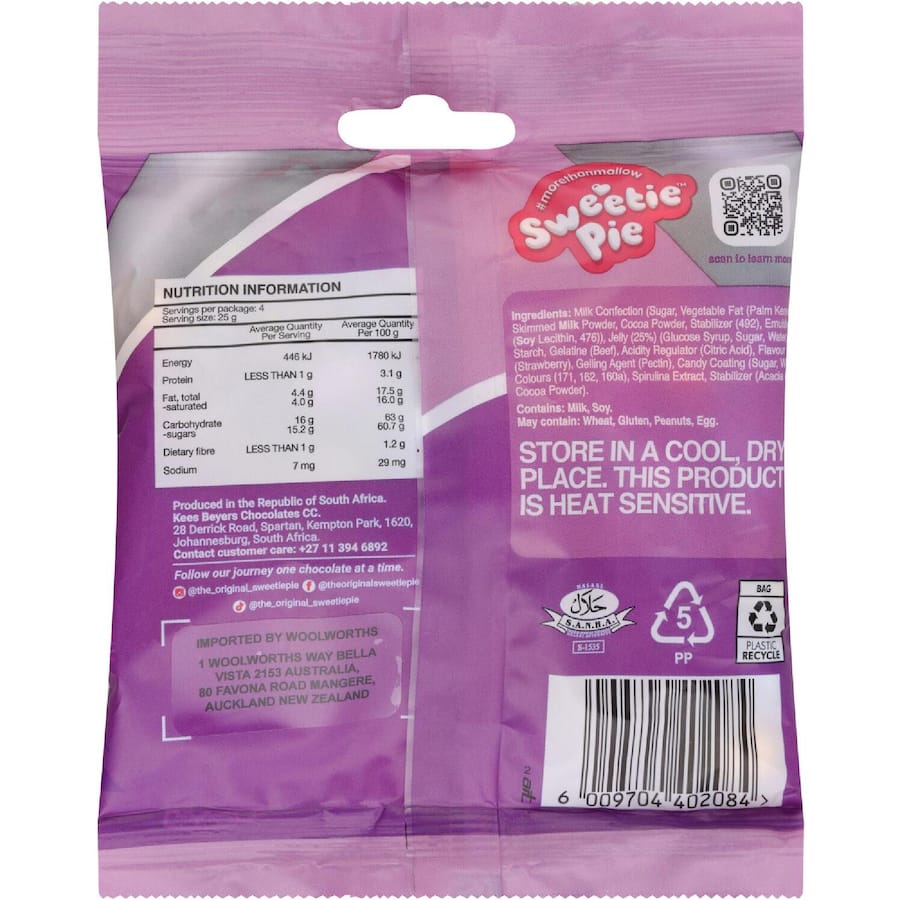 #morethanmallow
Sweetie
Pie™
scan to learn more
NUTRITION INFORMATION
Servings per package: 4
Serving size: 25 g
Average Quantity Per Serving Average Quantity Per 100 g
Energy 446 kJ 1780 kJ
Protein LESS THAN 1 g 3.1 g
Fat, total 4.4 g 17.5 g
-saturated 4.0 g 16.0 g
Carbohydrate 16 g 63 g
-sugars 15.2 g 60.7 g
Dietary fibre LESS THAN 1 g 1.2 g
Sodium 7 mg 29 mg
Produced in the Republic of South Africa.
Kees Beyers Chocolates CC.
28 Derrick Road, Spartan, Kempton Park, 1620,
Johannesburg, South Africa.
Contact customer care: +27 11 394 6892
Follow our journey one chocolate at a time.
@the_original_sweetiepie @theoriginalsweetiepie
@the_original_sweetiepie
IMPORTED BY WOOLWORTHS
1 WOOLWORTHS WAY BELLA
VISTA 2153 AUSTRALIA,
80 FAVONA ROAD MANGERE,
AUCKLAND NEW ZEALAND
Ingredients: Milk Confection (Sugar, Vegetable Fat (Palm
Skimmed Milk Powder, Cocoa Powder, Stabilizer (492),
(Soy Lecithin, 476)), Jelly (25%) (Glucose Syrup, Sugar,
Starch, Gelatine (Beef), Acidity Regulator (Citric Acid),
(Strawberry), Gelling Agent (Pectin), Candy Coating (Sugar,
Colours (171, 162, 160a), Spirulina Extract, Stabilizer (Acacia
Cocoa Powder).
Contains: Milk, Soy.
May contain: Wheat, Gluten, Peanuts, Egg.
STORE IN A COOL, DRY
PLACE. THIS PRODUCT
IS HEAT SENSITIVE.
HALAAL
حلال
S.A.N.H.A.
S-1535
5
PP
BAG
PLASTIC
RECYCLE
6 009704 402084 >